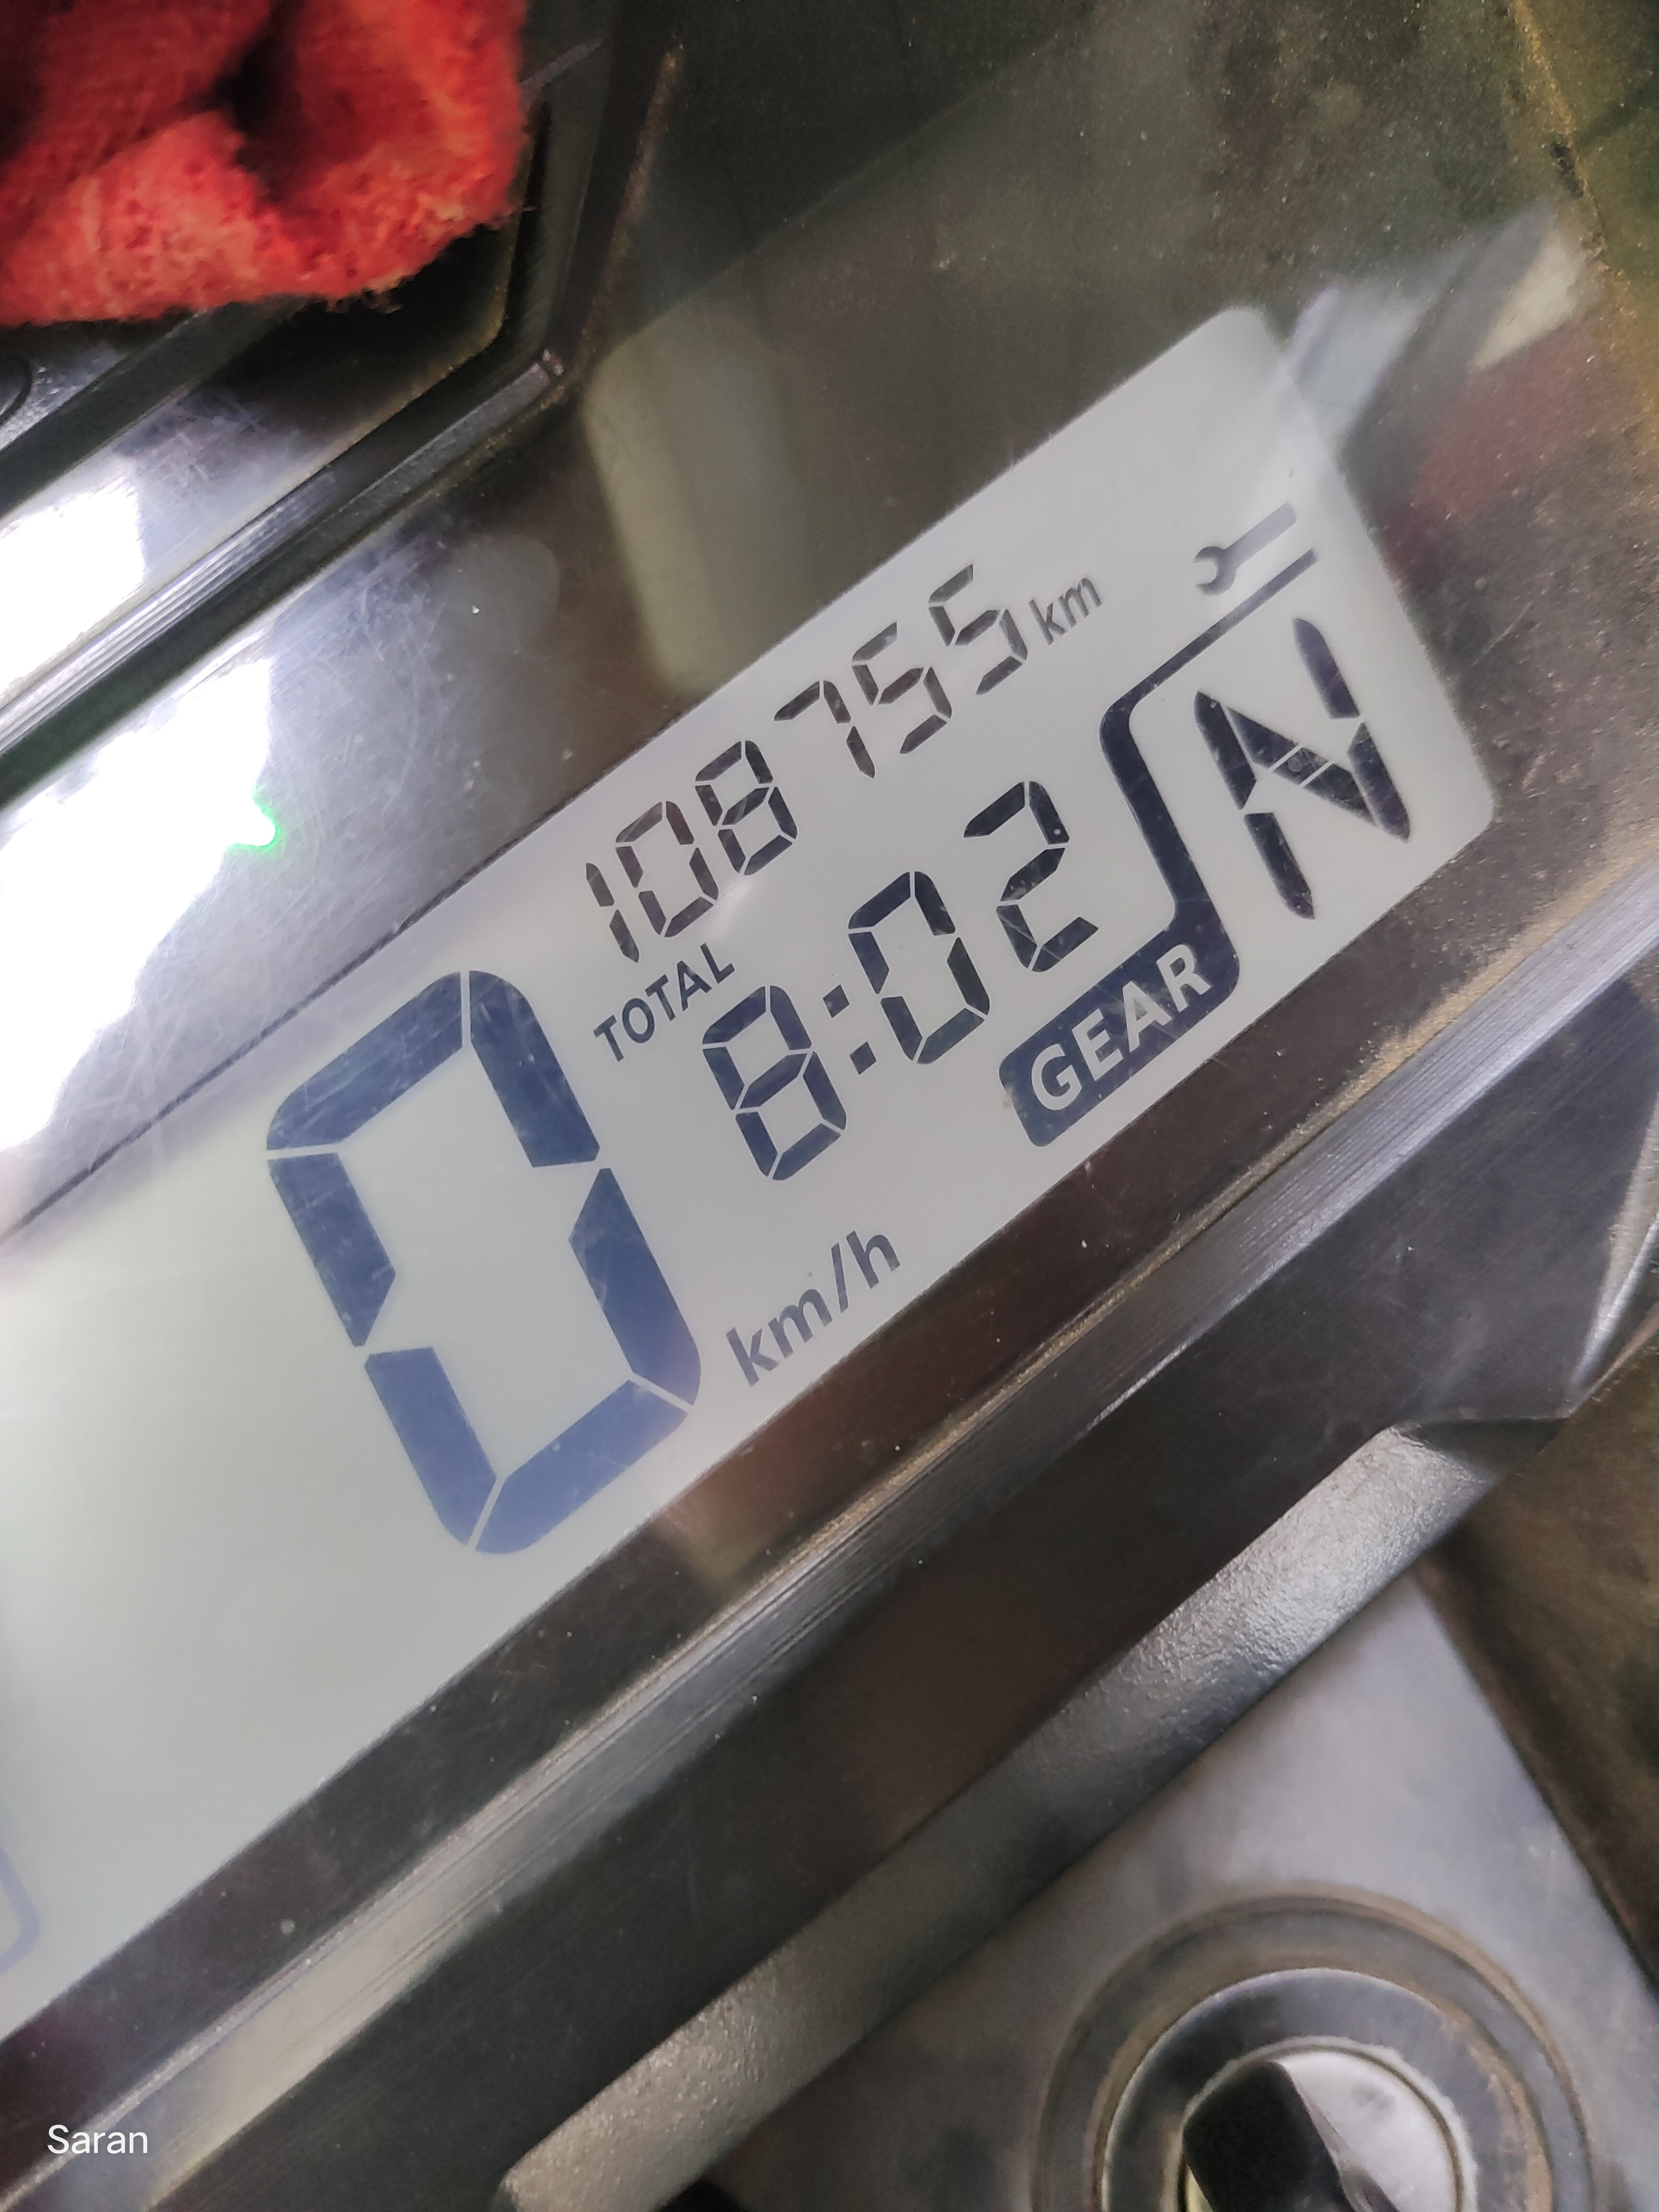 108755 km
TOTAL
8:02
N
GEAR
0 km/h
Saran